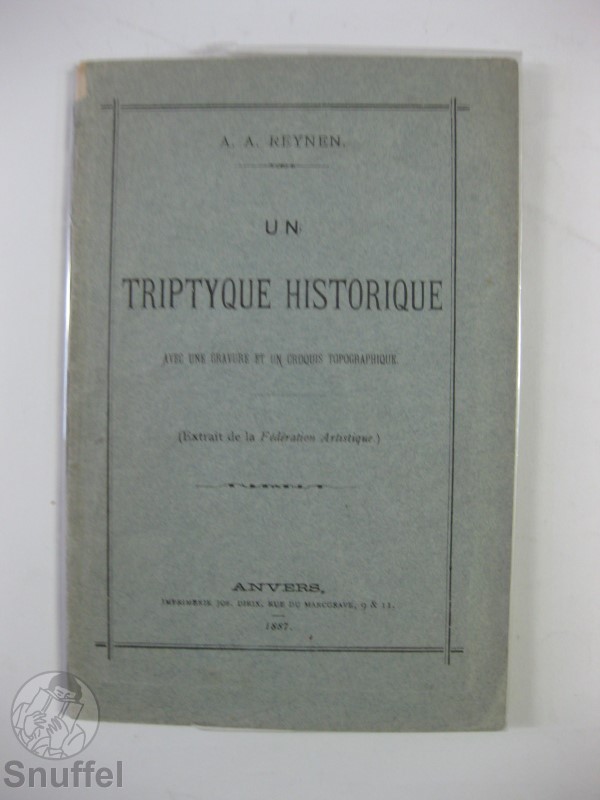 A. A. REYNEN.
UN
TRIPTYQUE HISTORIQUE
AVEC UNE GRAVURE ET UN CROQUIS TOPOGRAPHIQUE.
(Extrait de la Fédération Artistique.)
ANVERS,
IMPRIMERIE JOS. DIRIX, RUE DU MARGGRAVE, 9 & 11.
1887.
Snuffel